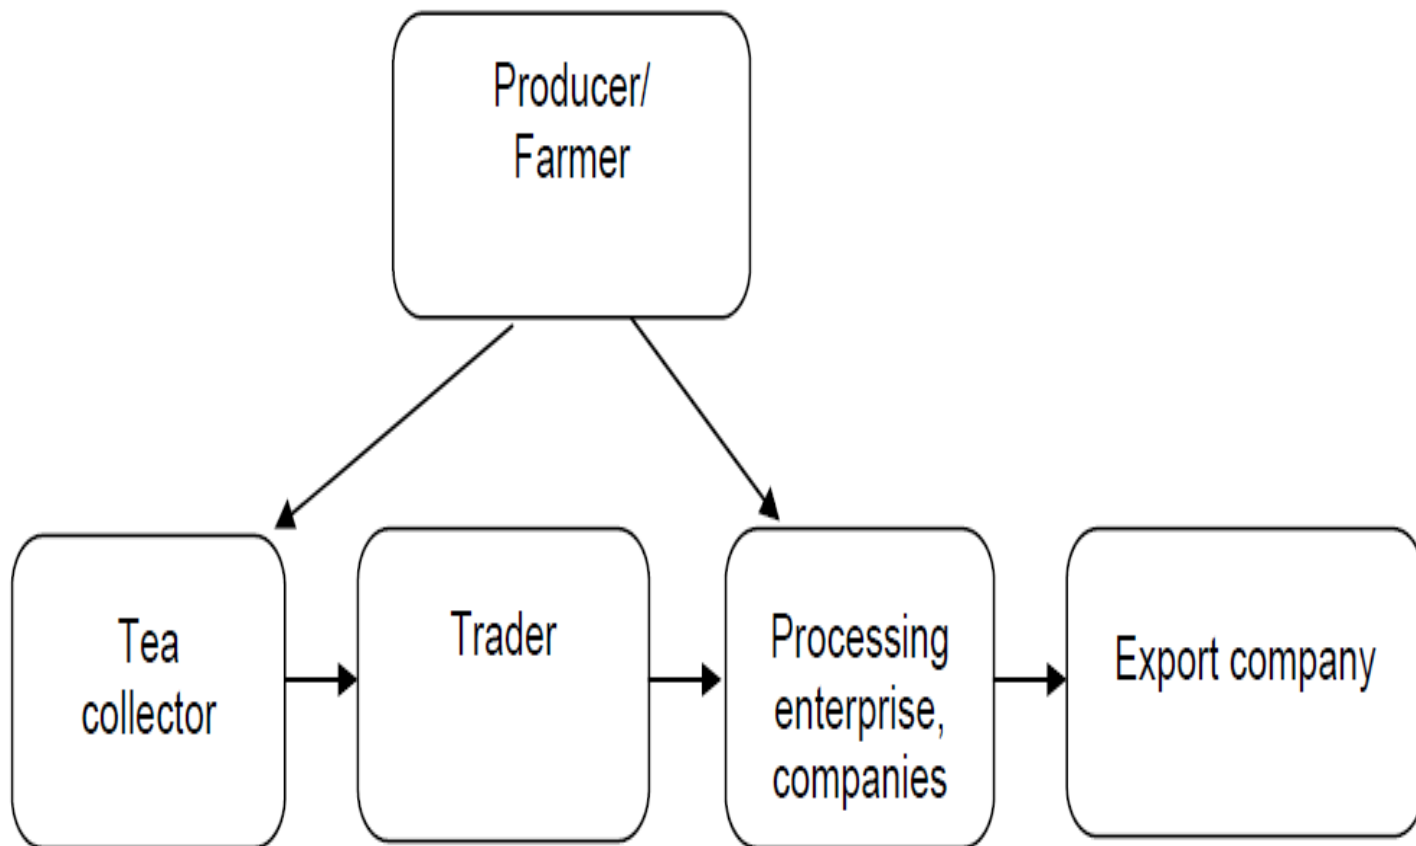 Producer/
Farmer
Tea
collector
Trader
Processing
enterprise,
companies
Export company